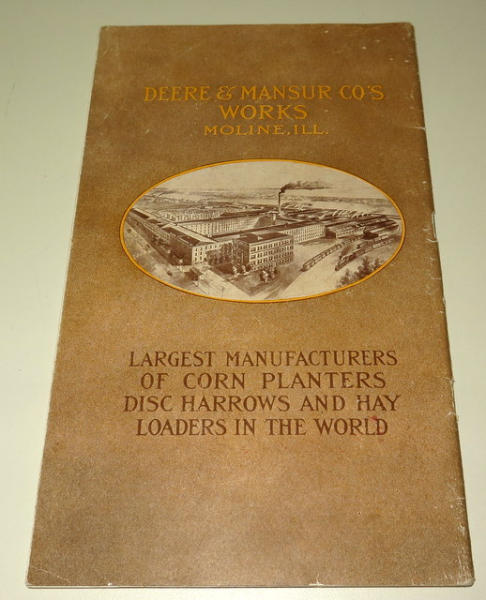 DEERE & MANSUR CO'S
WORKS
MOLINE, ILL.
LARGEST MANUFACTURERS
OF CORN PLANTERS
DISC HARROWS AND HAY
LOADERS IN THE WORLD